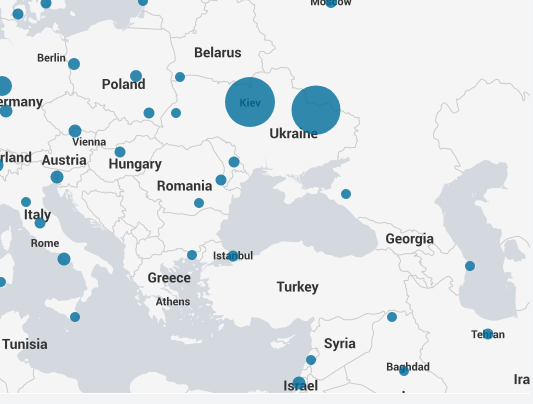 Moscow
Belarus
Berlin
Poland
Kiev
ermany
Ukraine
Vienna
rland
Austria
Hungary
Romania
Italy
Georgia
Rome
Istanbul
Greece
Turkey
Athens
Tehran
Tunisia
Syria
Baghdad
Israel
Ira